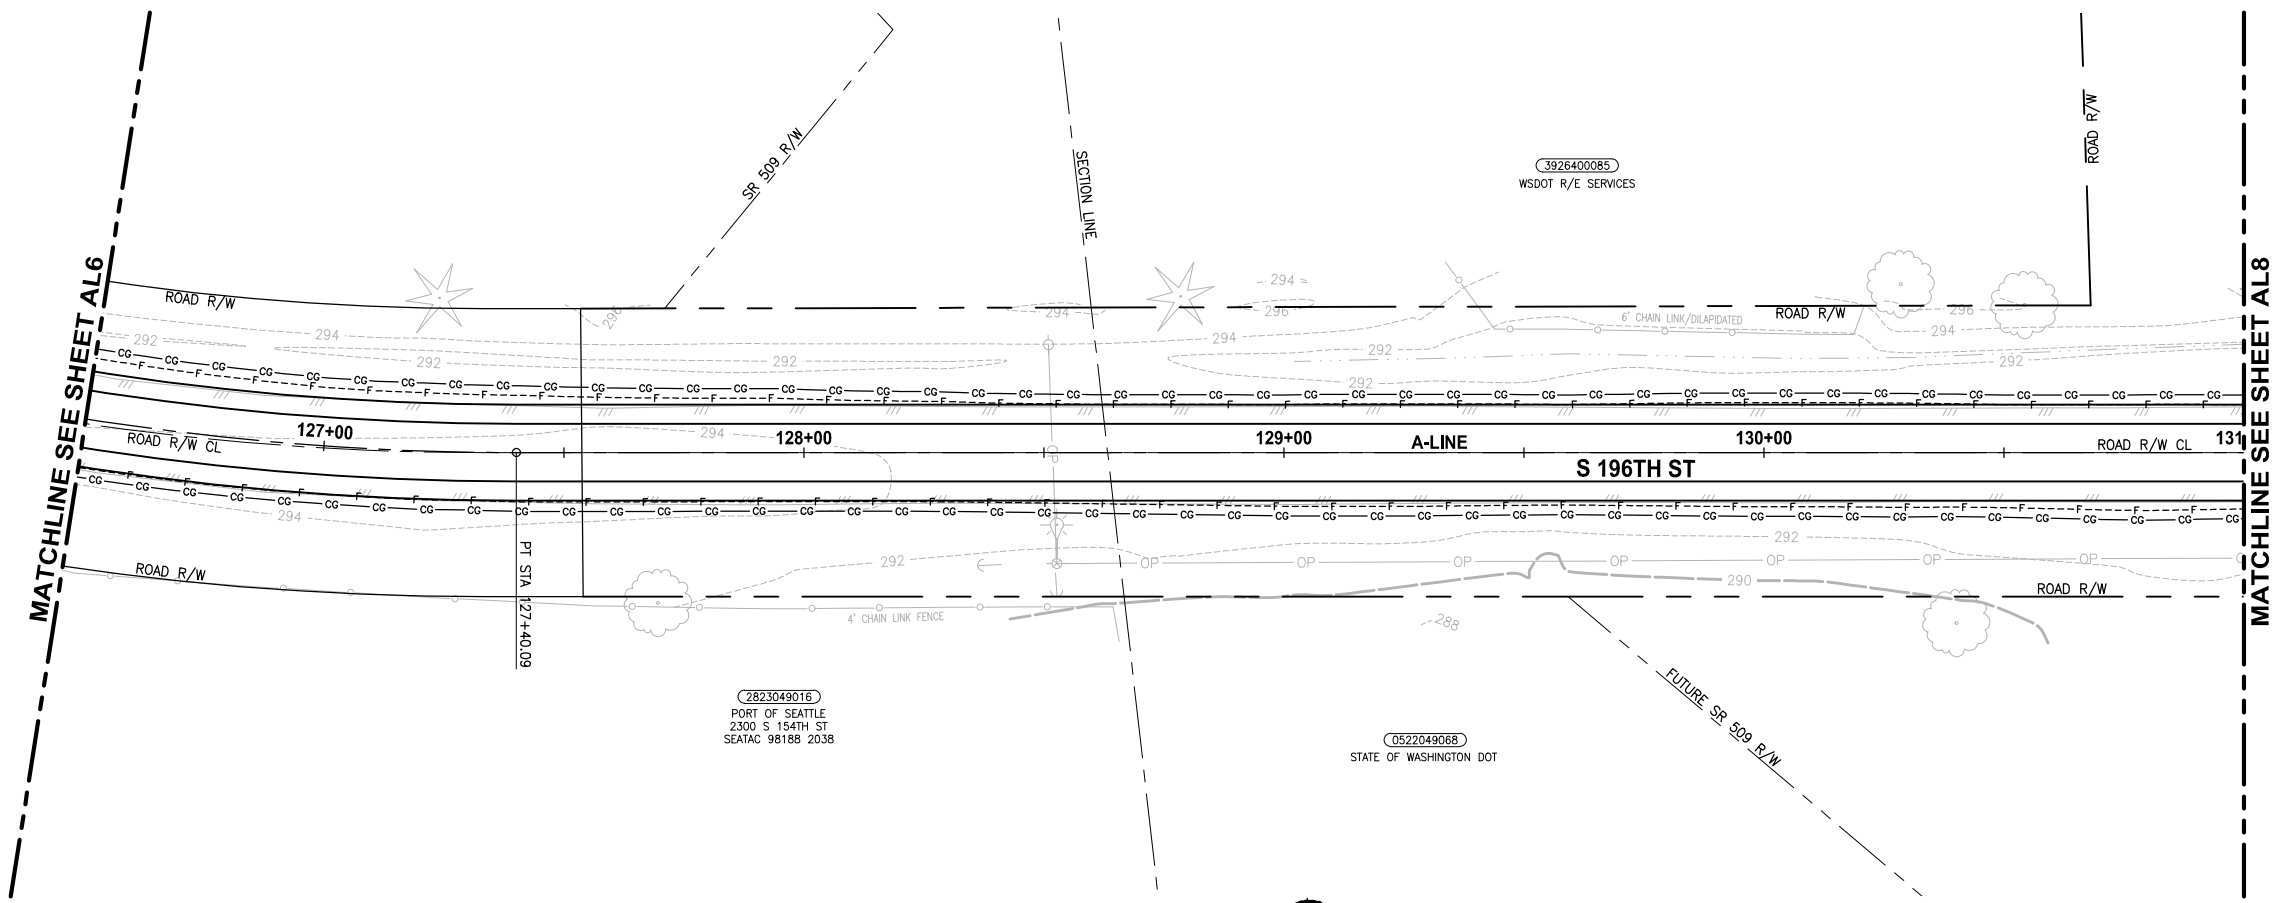 MATCHLINE SEE SHEET AL6
SR 509 R/W
SECTION LINE
3926400085
WSDOT R/E SERVICES
ROAD R/W
MATCHLINE SEE SHEET AL8
ROAD R/W
294
296
294
296
6' CHAIN LINK/DILAPIDATED
ROAD R/W
296
294
292
294
292
292
294
292
292
292
127+00
ROAD R/W CL
294
128+00
129+00
A-LINE
130+00
ROAD R/W CL
131
S 196TH ST
294
292
292
OP
OP
OP
OP
OP
OP
OP
OP
290
ROAD R/W
ROAD R/W
PT STA 127+40.09
4' CHAIN LINK FENCE
288
2823049016
PORT OF SEATTLE
2300 S 154TH ST
SEATAC 98188 2038
0522049068
STATE OF WASHINGTON DOT
FUTURE SR 509 R/W